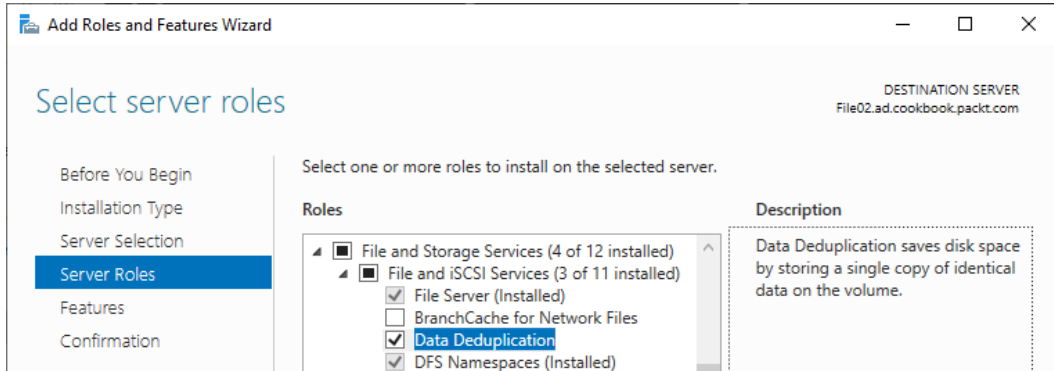 Add Roles and Features Wizard
Select server roles
DESTINATION SERVER
File02.ad.cookbook.packt.com
Before You Begin
Installation Type
Server Selection
Server Roles
Features
Confirmation
Select one or more roles to install on the selected server.
Roles
File and Storage Services (4 of 12 installed)
File and iSCSI Services (3 of 11 installed)
File Server (Installed)
BranchCache for Network Files
Data Deduplication
DFS Namespaces (Installed)
Description
Data Deduplication saves disk space
by storing a single copy of identical
data on the volume.